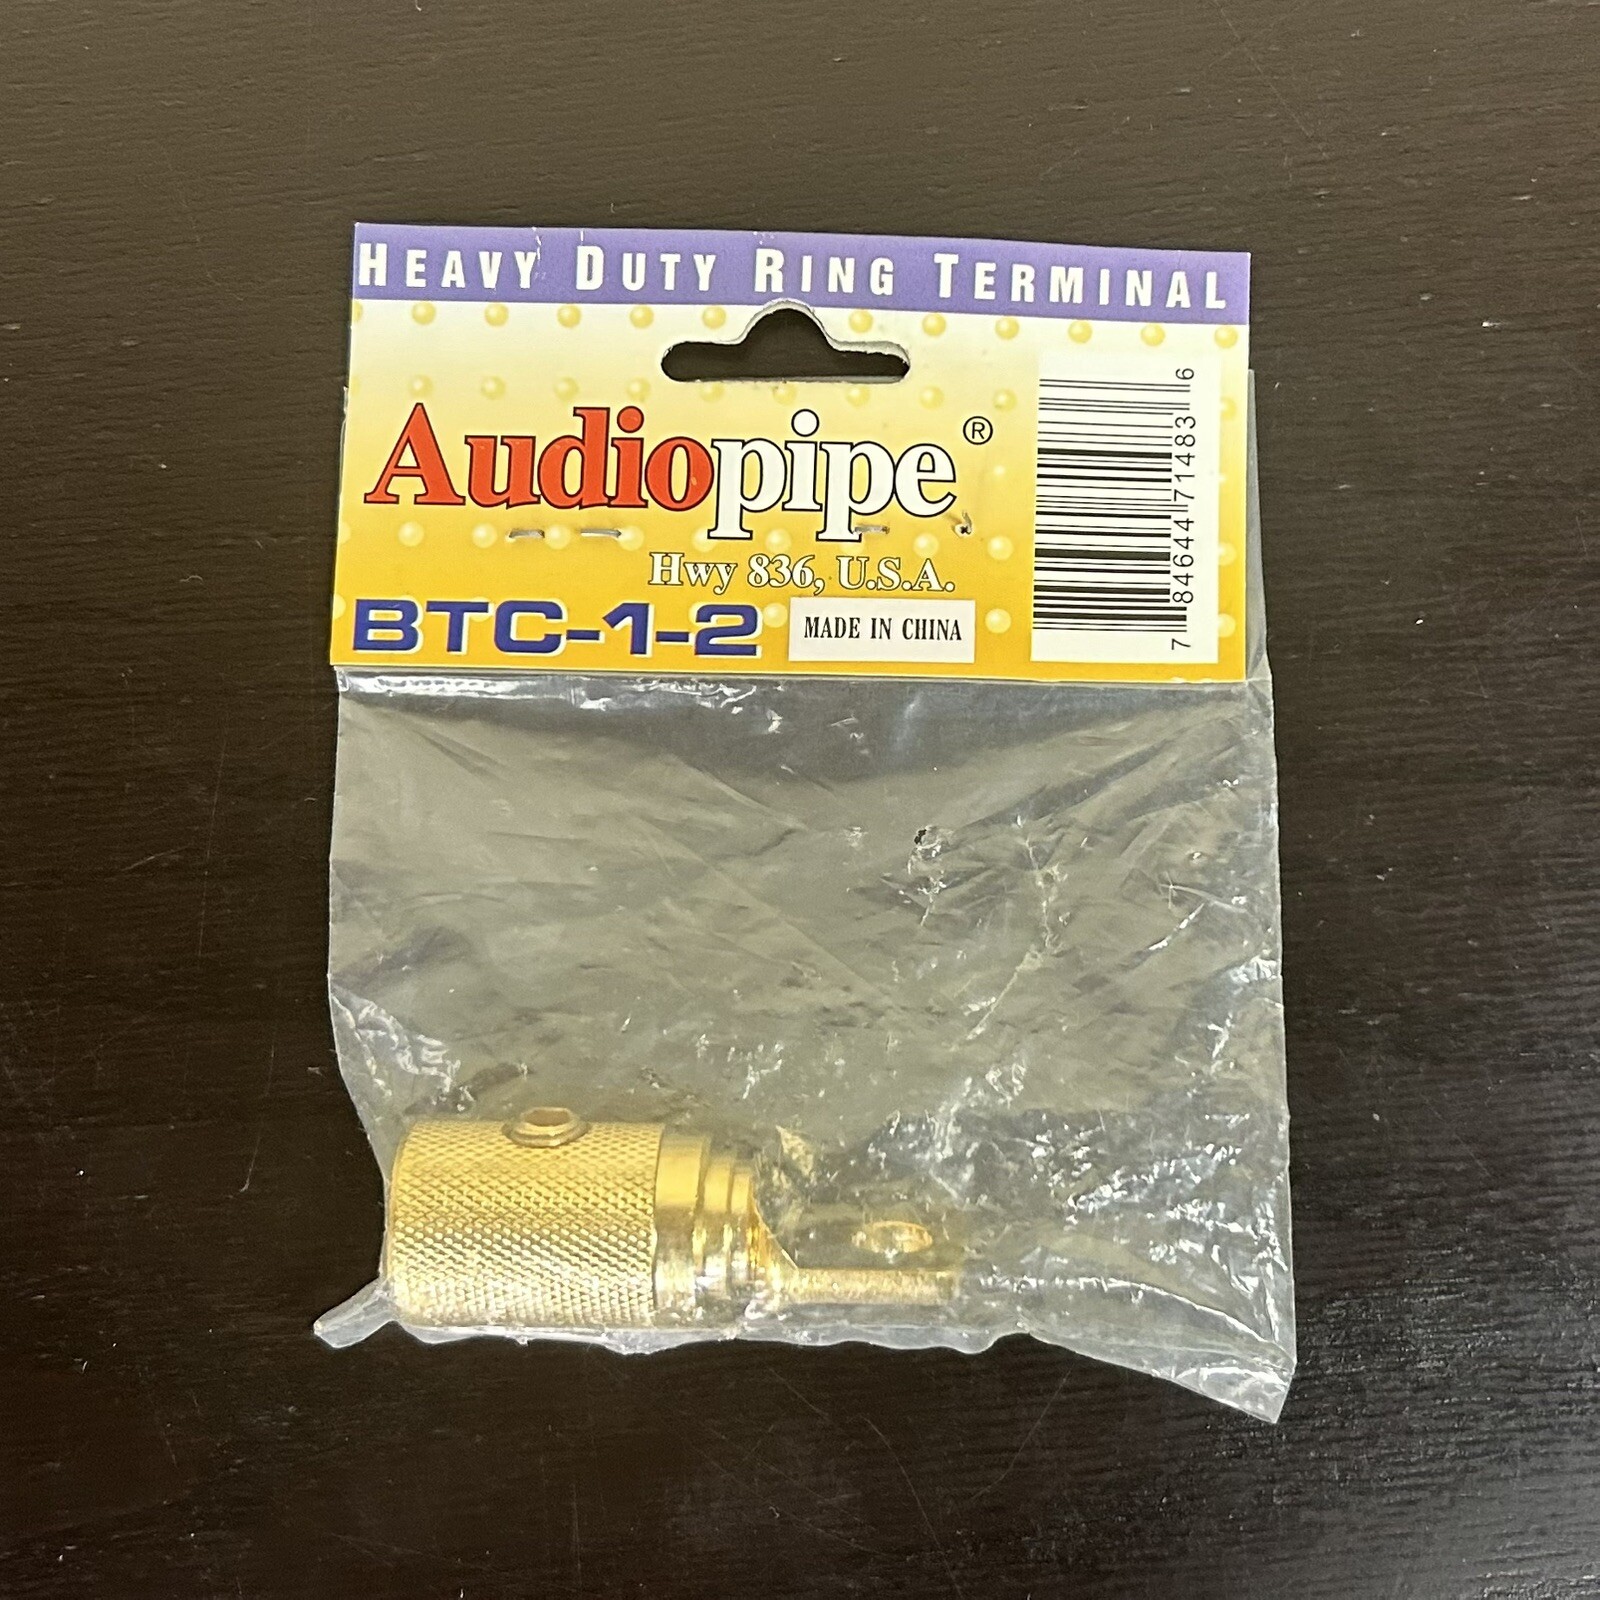 HEAVY DUTY RING TERMINAL
Audiopipe®
Hwy 836, U.S.A.
BTC-1-2
MADE IN CHINA
7 84644 71483 6